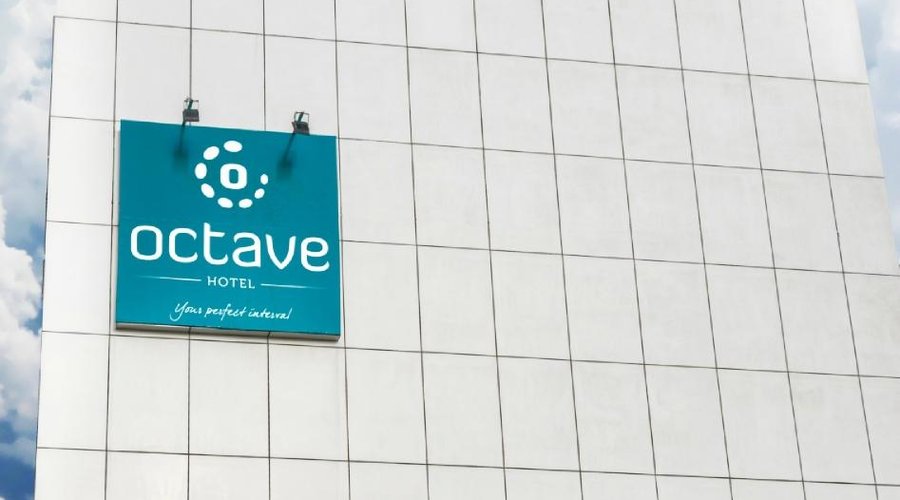 o
octave
HOTEL
Your perfect interval